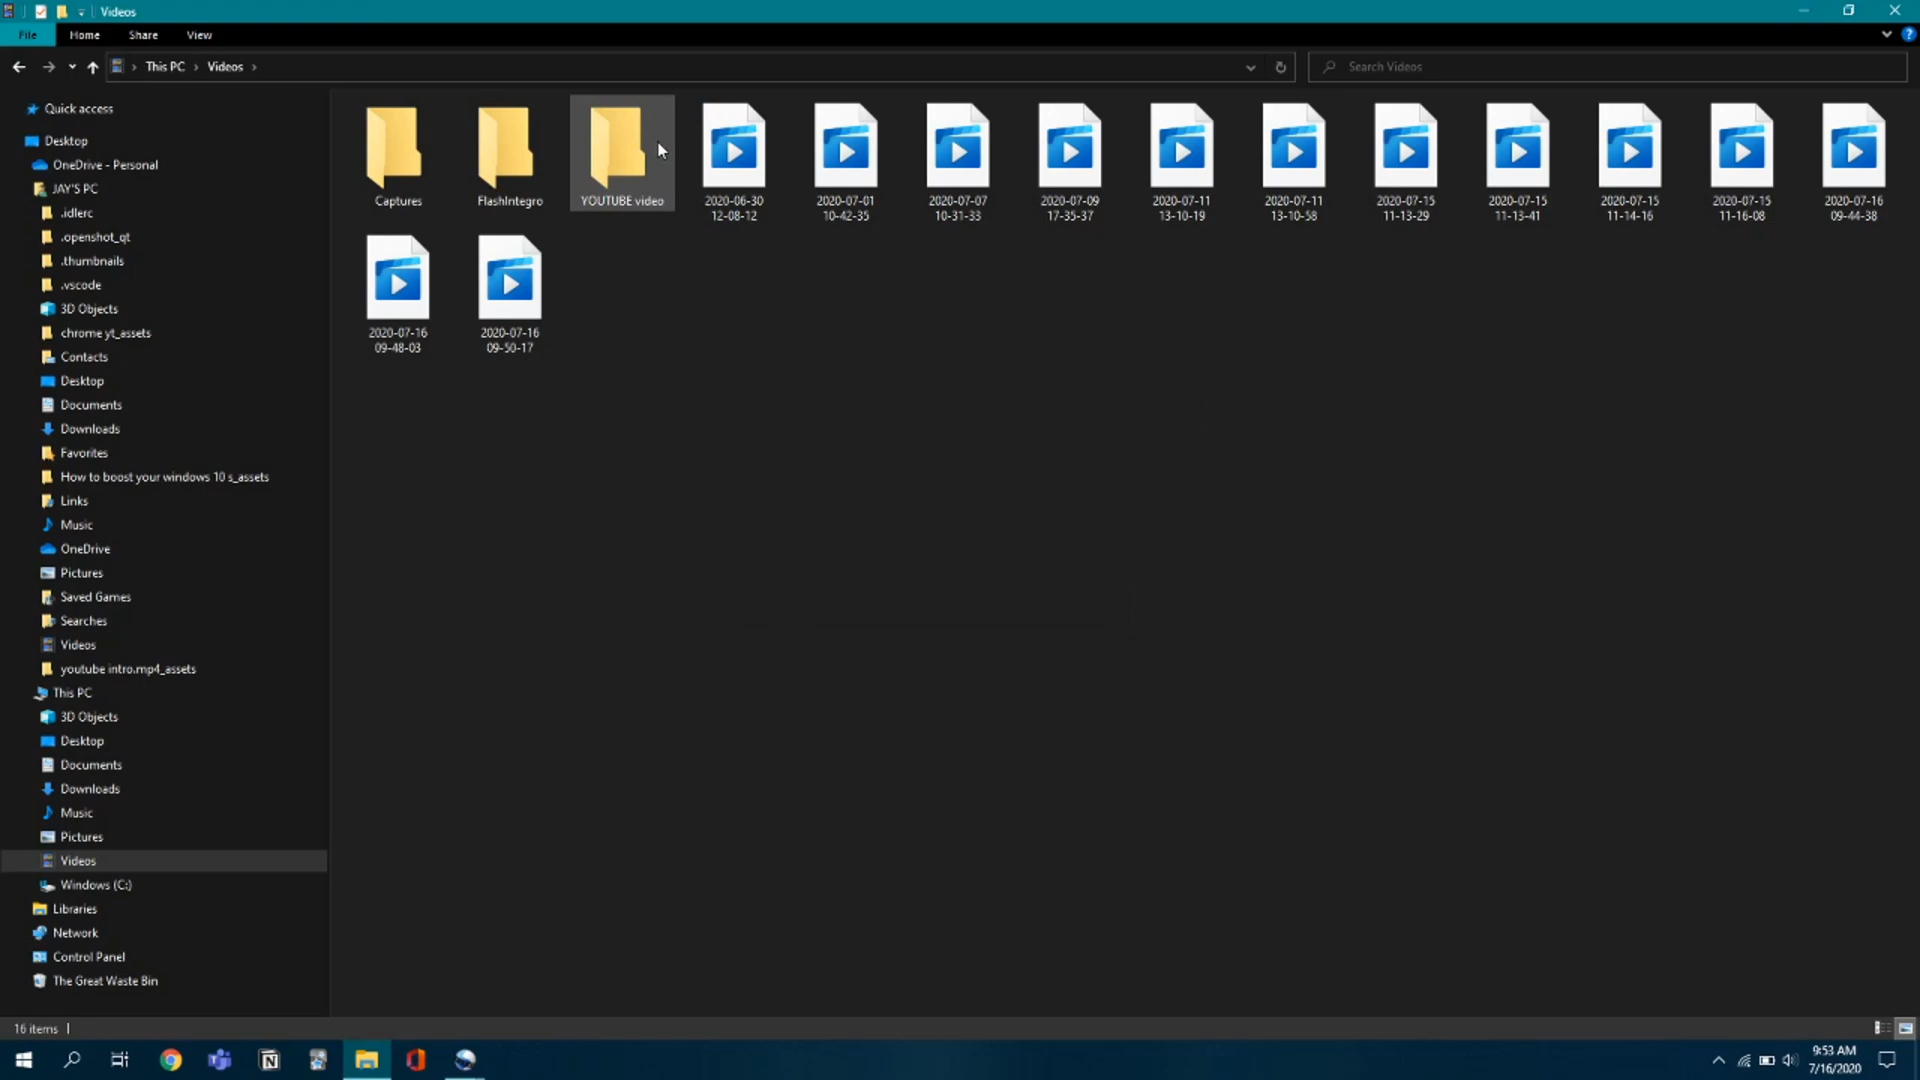 Videos
File
Home
Share
View
This PC
Videos
Search Videos
Quick access
Desktop
OneDrive - Personal
JAY'S PC
.idlerc
.openshot_qt
.thumbnails
.vscode
3D Objects
chrome yt_assets
Contacts
Desktop
Documents
Downloads
Favorites
How to boost your windows 10 s_assets
Links
Music
OneDrive
Pictures
Saved Games
Searches
Videos
youtube intro.mp4_assets
This PC
3D Objects
Desktop
Documents
Downloads
Music
Pictures
Videos
Windows (C:)
Libraries
Network
Control Panel
The Great Waste Bin
Captures
FlashIntegro
YOUTUBE video
2020-06-30
12-08-12
2020-07-01
10-42-35
2020-07-07
10-31-33
2020-07-09
17-35-37
2020-07-11
13-10-19
2020-07-11
13-10-58
2020-07-15
11-13-29
2020-07-15
11-13-41
2020-07-15
11-14-16
2020-07-15
11-16-08
2020-07-16
09-44-38
2020-07-16
09-48-03
2020-07-16
09-50-17
16 items
9:53 AM
7/16/2020